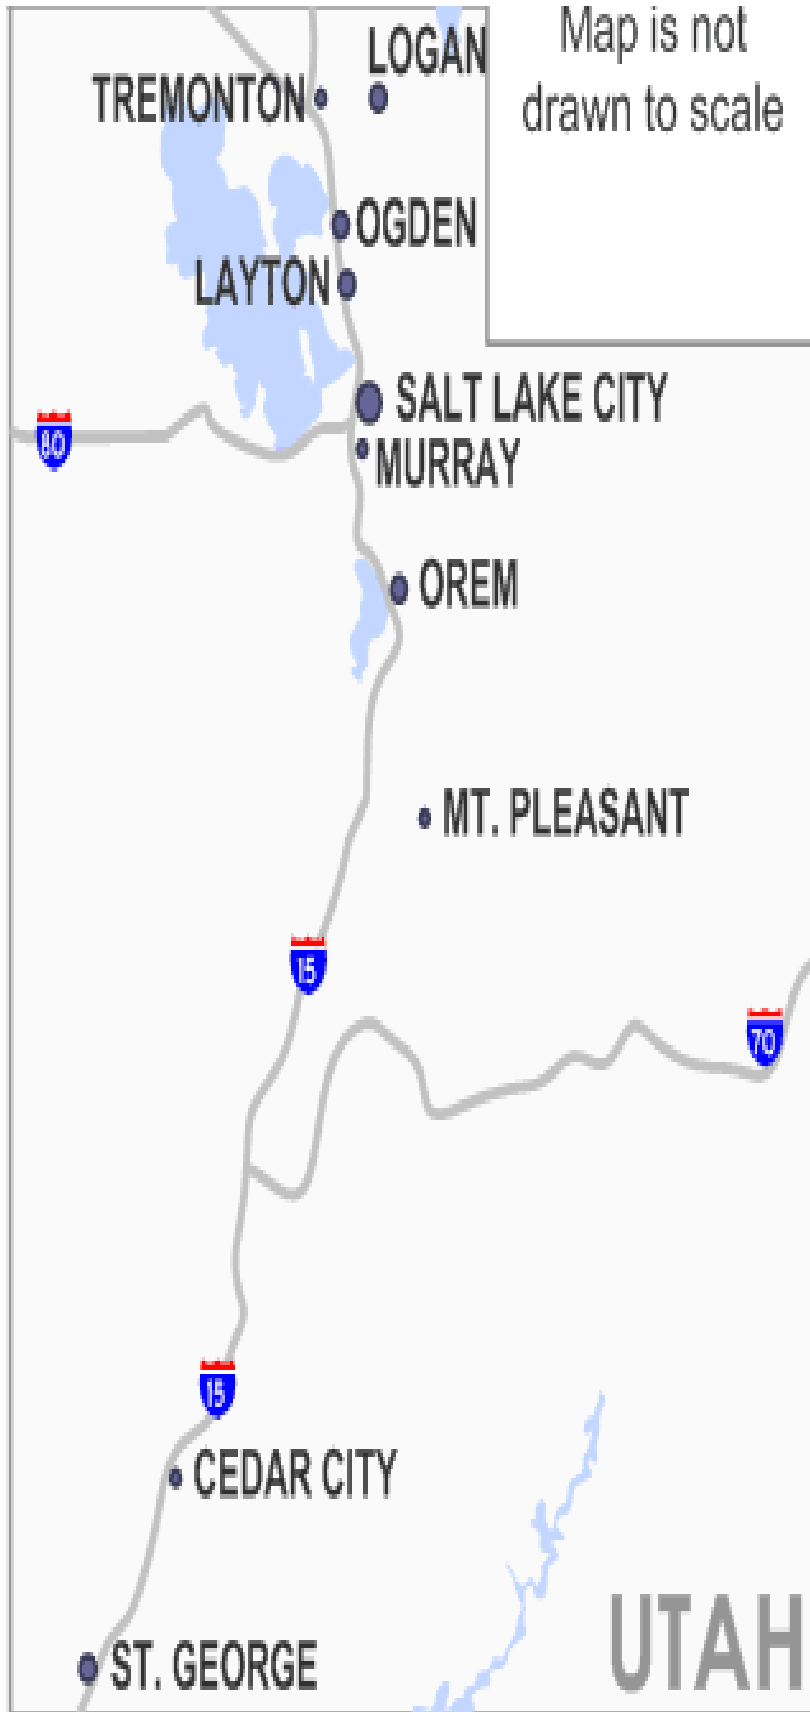 Map is not
drawn to scale
LOGAN
TREMONTON
OGDEN
LAYTON
SALT LAKE CITY
80
MURRAY
OREM
MT. PLEASANT
15
70
15
CEDAR CITY
ST. GEORGE
UTAH